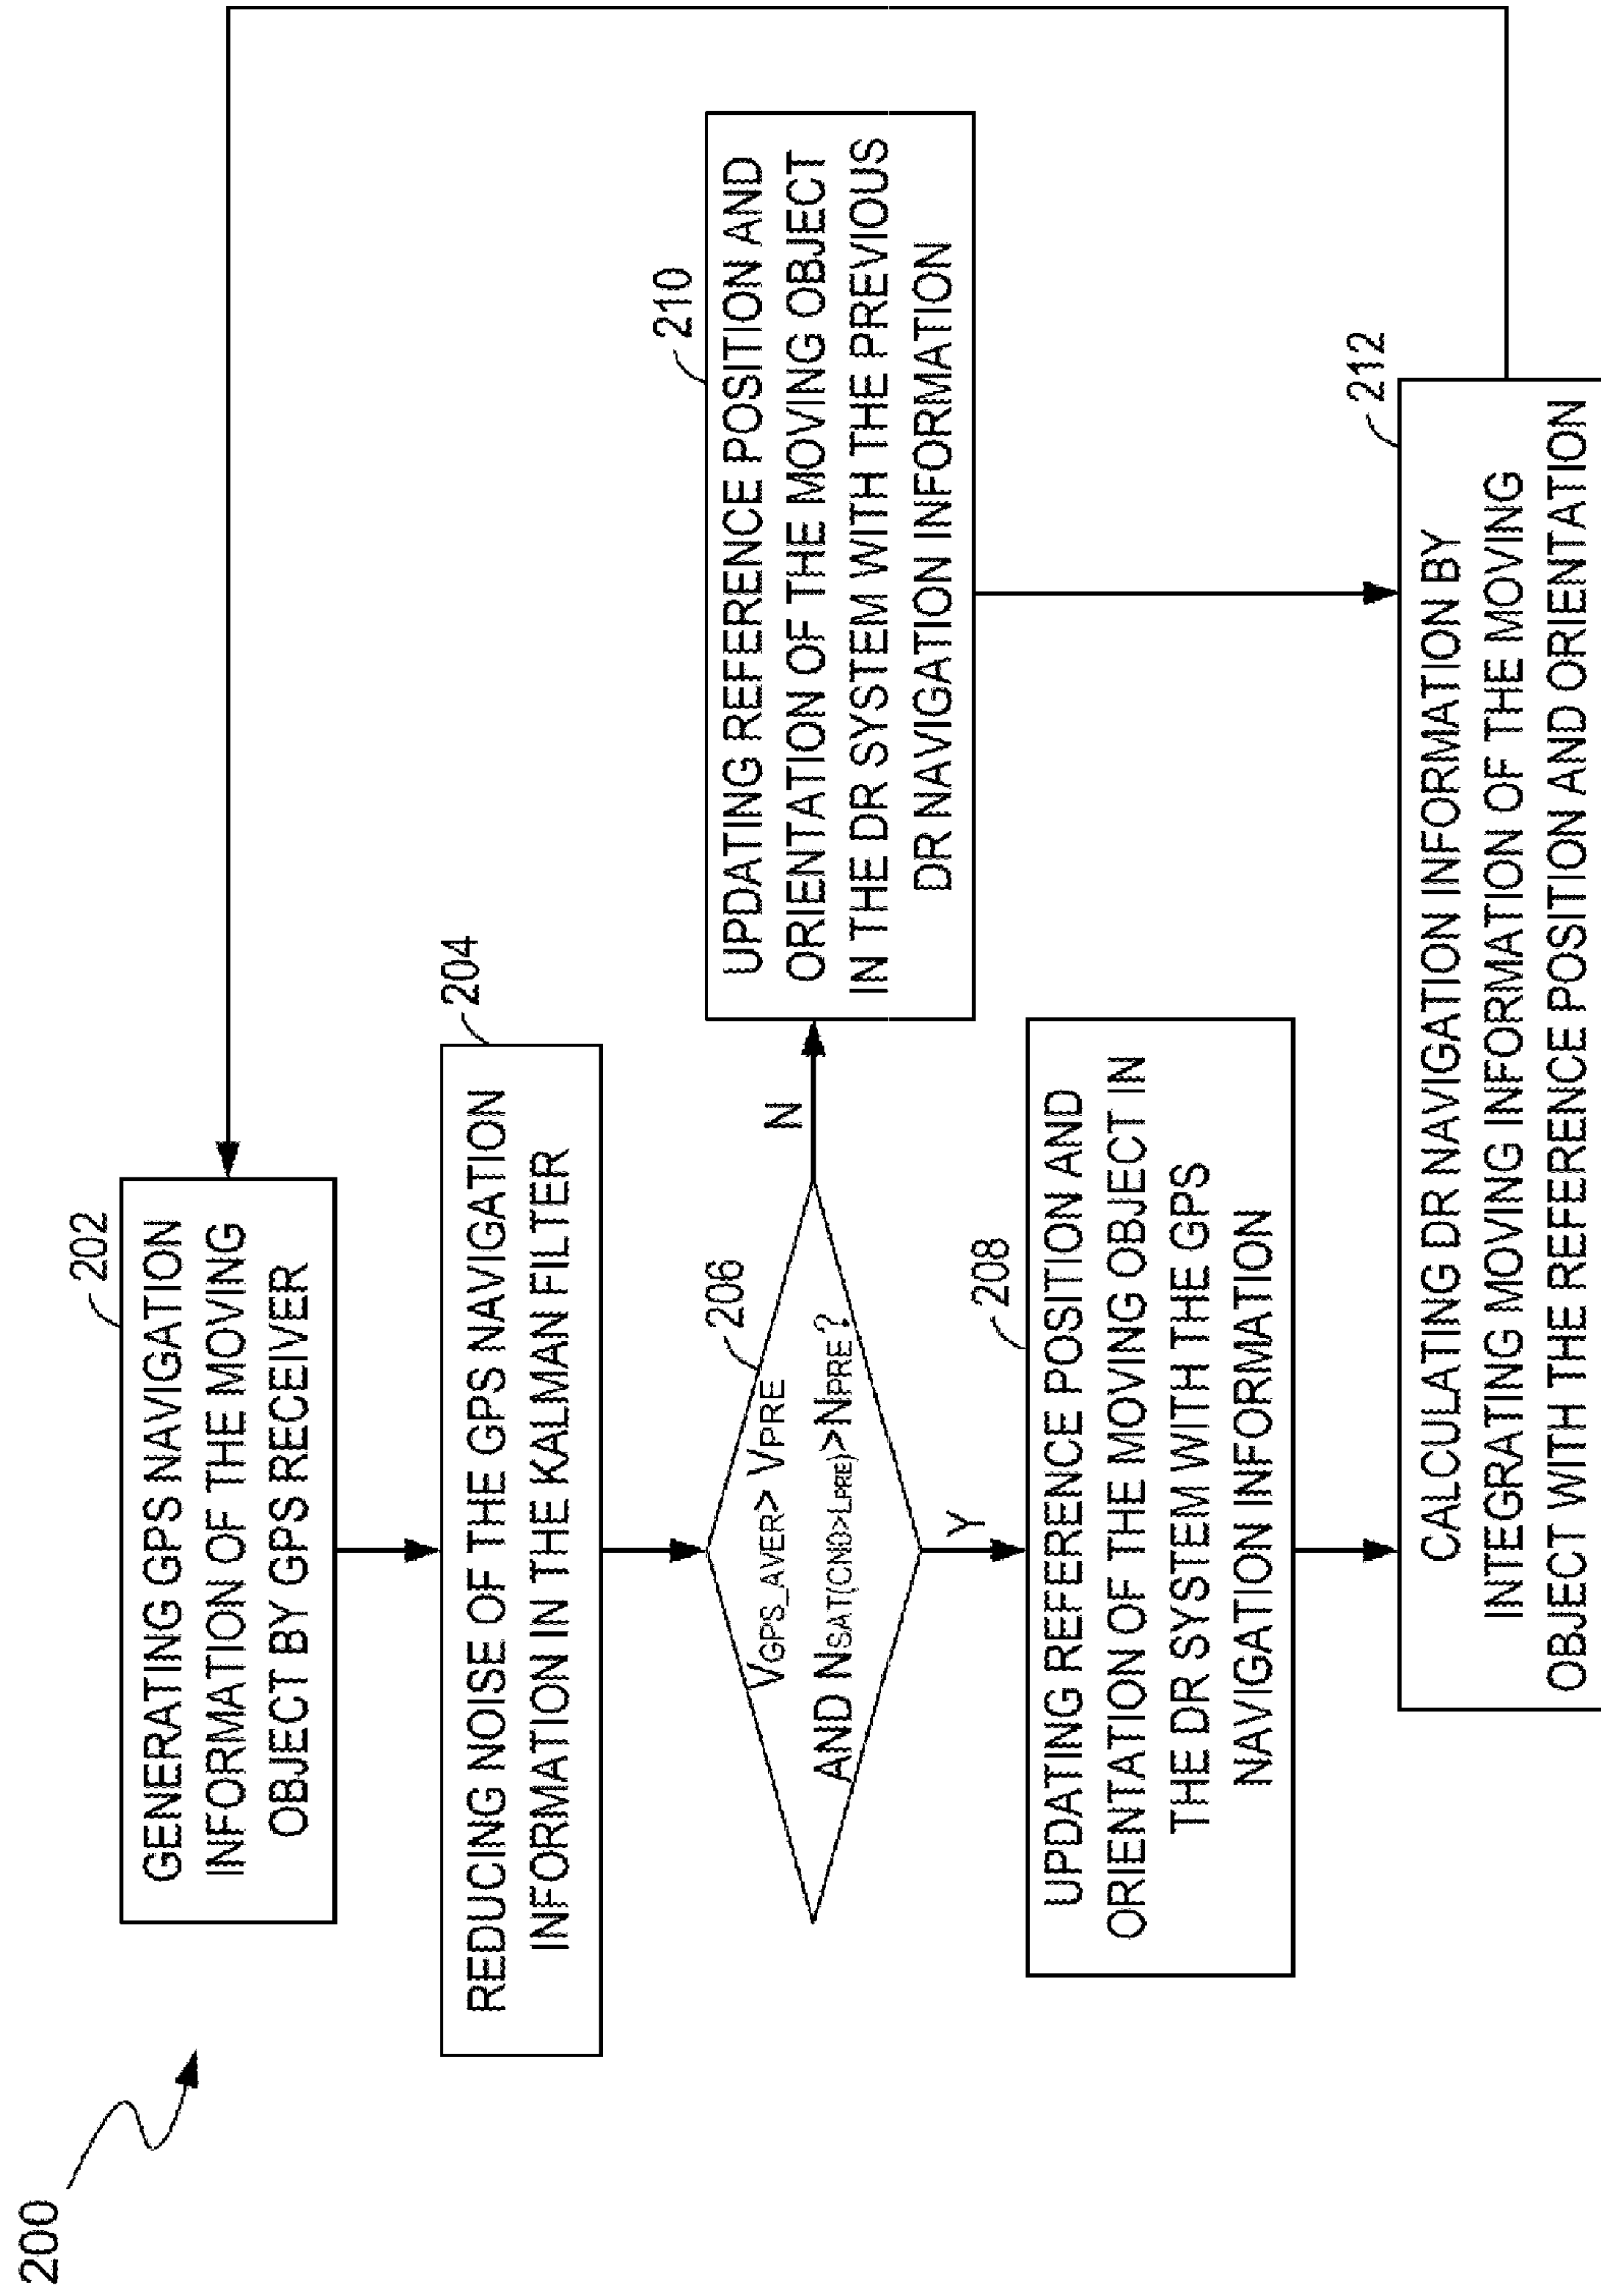 200
202
GENERATING GPS NAVIGATION
INFORMATION OF THE MOVING
OBJECT BY GPS RECEIVER
204
REDUCING NOISE OF THE GPS NAVIGATION
INFORMATION IN THE KALMAN FILTER
206
VGPS_AVER> VPRE
AND NSAT(CN0>LPRE)>NPRE?
N
Y
210
UPDATING REFERENCE POSITION AND
ORIENTATION OF THE MOVING OBJECT
IN THE DR SYSTEM WITH THE PREVIOUS
DR NAVIGATION INFORMATION
208
UPDATING REFERENCE POSITION AND
ORIENTATION OF THE MOVING OBJECT IN
THE DR SYSTEM WITH THE GPS
NAVIGATION INFORMATION
212
CALCULATING DR NAVIGATION INFORMATION BY
INTEGRATING MOVING INFORMATION OF THE MOVING
OBJECT WITH THE REFERENCE POSITION AND ORIENTATION